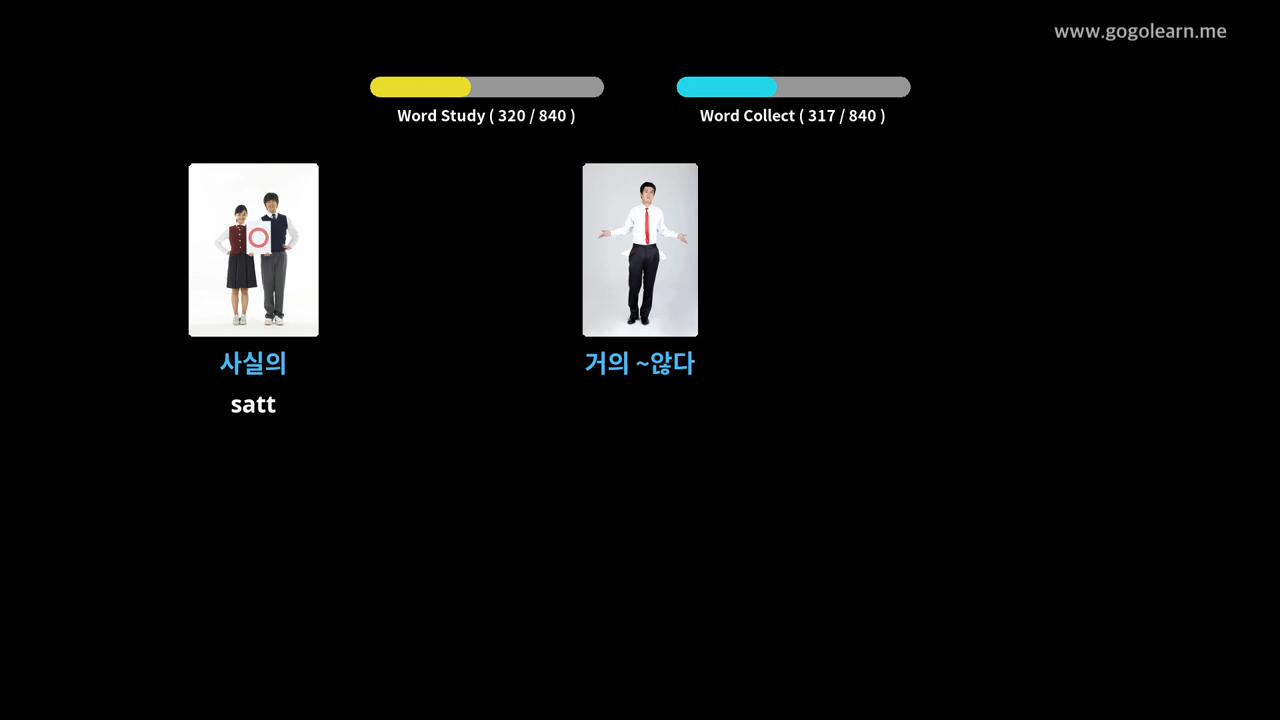 www.gogolearn.me
Word Study ( 320 / 840 )
Word Collect ( 317 / 840 )
사실의
거의 ~않다
satt